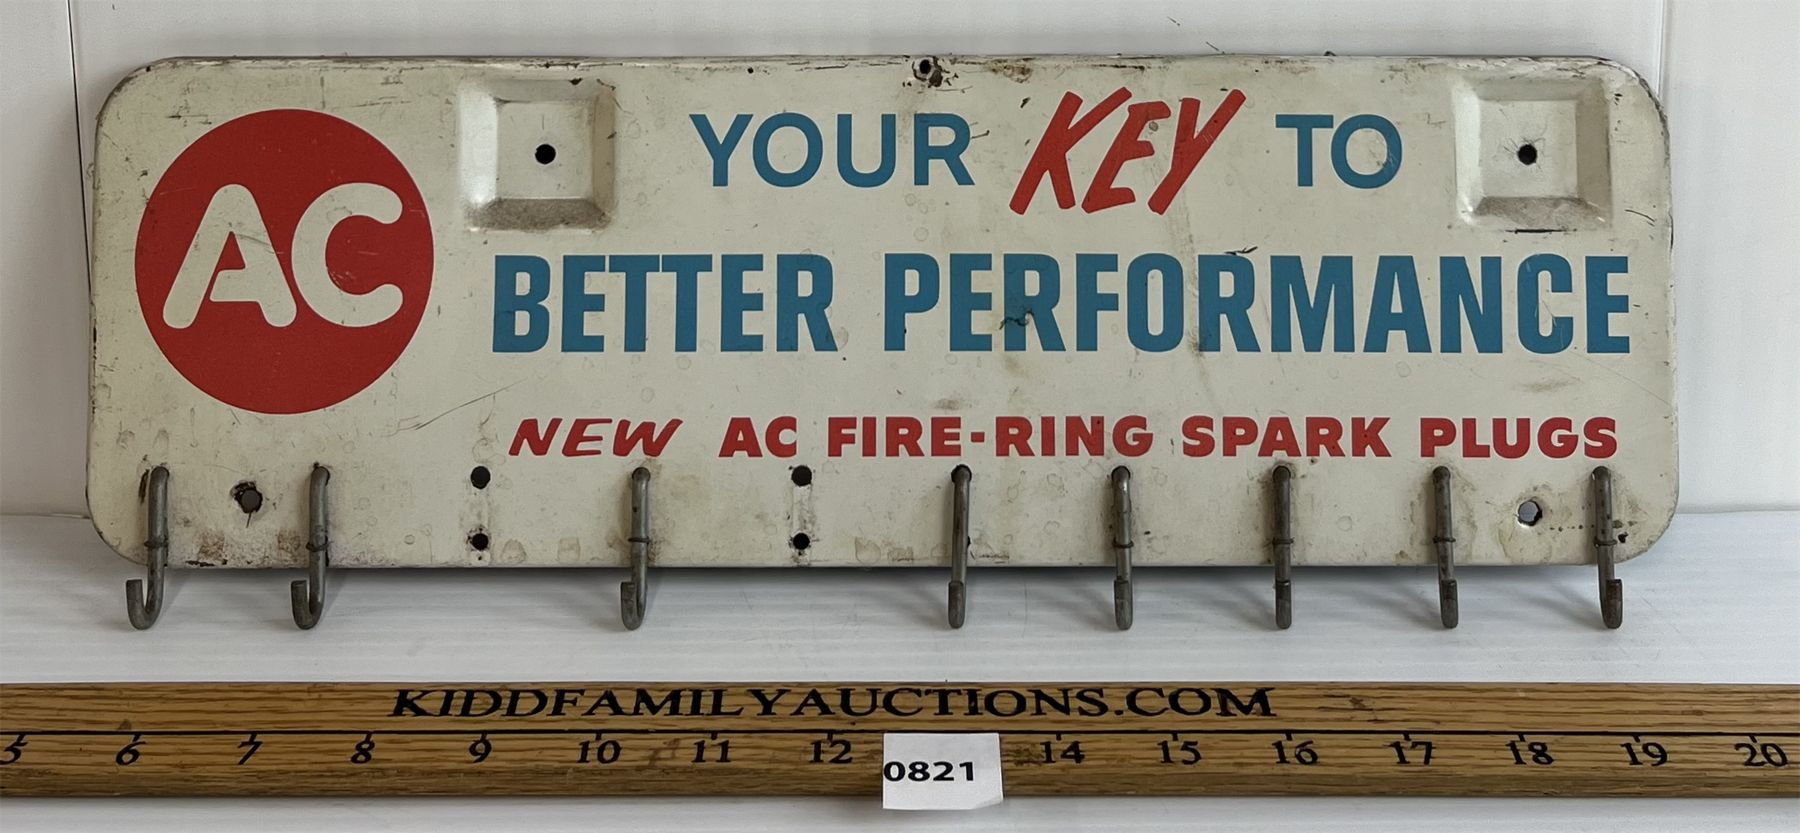 AC
YOUR KEY TO
BETTER PERFORMANCE
NEW AC FIRE-RING SPARK PLUGS
KIDDFAMILYAUCTIONS.COM
5 6 7 8 9 10 11 12 14 15 16 17 18 19 20
0821